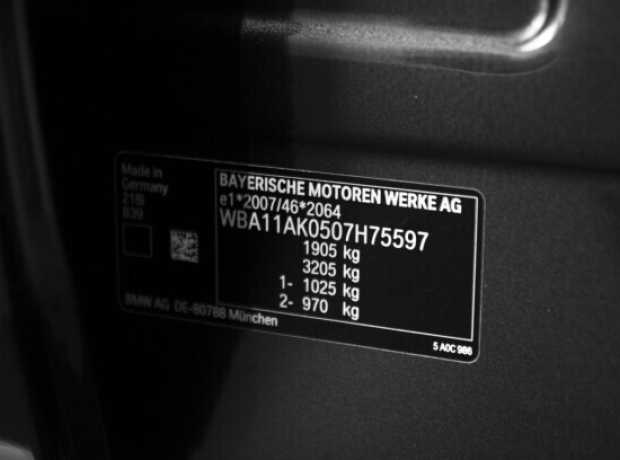 Made in
Germany
B39
BAYERISCHE MOTOREN WERKE AG
e1*2007/46*2064
WBA11AK0507H75597
1905 kg
3205 kg
1- 1025 kg
2- 970 kg
BMW AG DE-80788 München
5 A0C 986